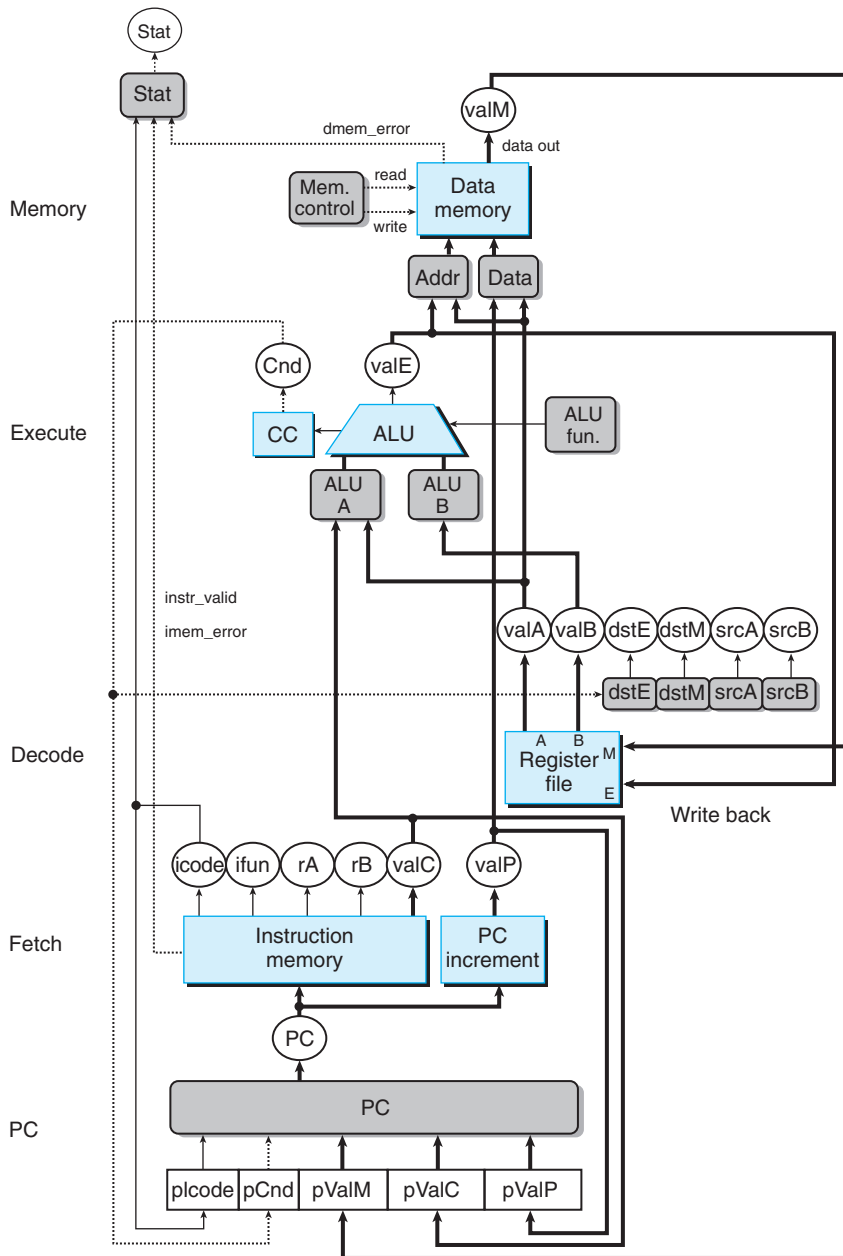 Stat
Stat
valM
dmem_error
data out
read
Mem.
control
Data
memory
Memory
write
Addr
Data
Cnd
valE
ALU
fun.
Execute
CC
ALU
ALU
A
ALU
B
instr_valid
imem_error
valA
valB
dstE
dstM
srcA
srcB
dstE
dstM
srcA
srcB
A
B
M
Register
file
E
Decode
Write back
icode
ifun
rA
rB
valC
valP
Fetch
Instruction
memory
PC
increment
PC
PC
PC
pIcode
pCnd
pValM
pValC
pValP